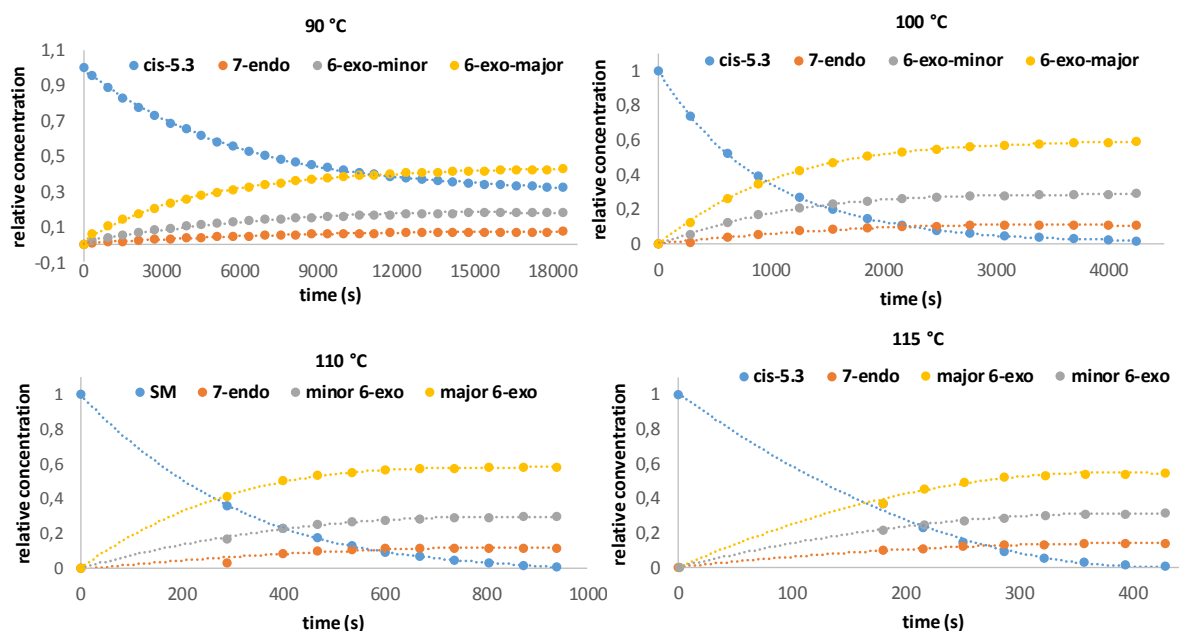 90 °C
cis-5.3 7-endo 6-exo-minor 6-exo-major
relative concentration
1,1
0,9
0,7
0,5
0,3
0,1
-0,1
0 3000 6000 9000 12000 15000 18000
time (s)
100 °C
cis-5.3 7-endo 6-exo-minor 6-exo-major
relative concentration
1
0,8
0,6
0,4
0,2
0
0 1000 2000 3000 4000
time (s)
110 °C
SM 7-endo minor 6-exo major 6-exo
relative concentration
1
0,8
0,6
0,4
0,2
0
0 200 400 600 800 1000
time (s)
115 °C
cis-5.3 7-endo major 6-exo minor 6-exo
relative conventration
1
0,8
0,6
0,4
0,2
0
0 100 200 300 400
time (s)